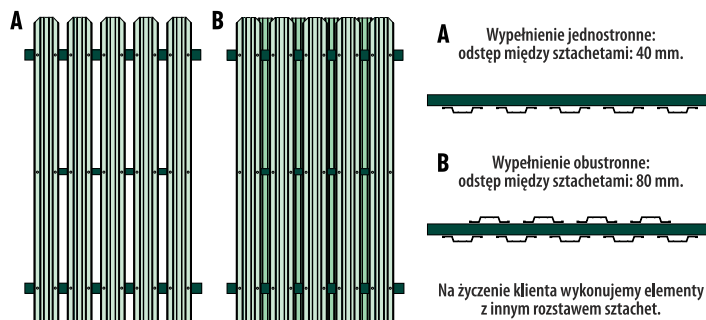 A
B
A
Wypełnienie jednostronne:
odstęp między sztachetami: 40 mm.
B
Wypełnienie obustronne:
odstęp między sztachetami: 80 mm.
Na życzenie klienta wykonujemy elementy
z innym rozstawem sztachet.